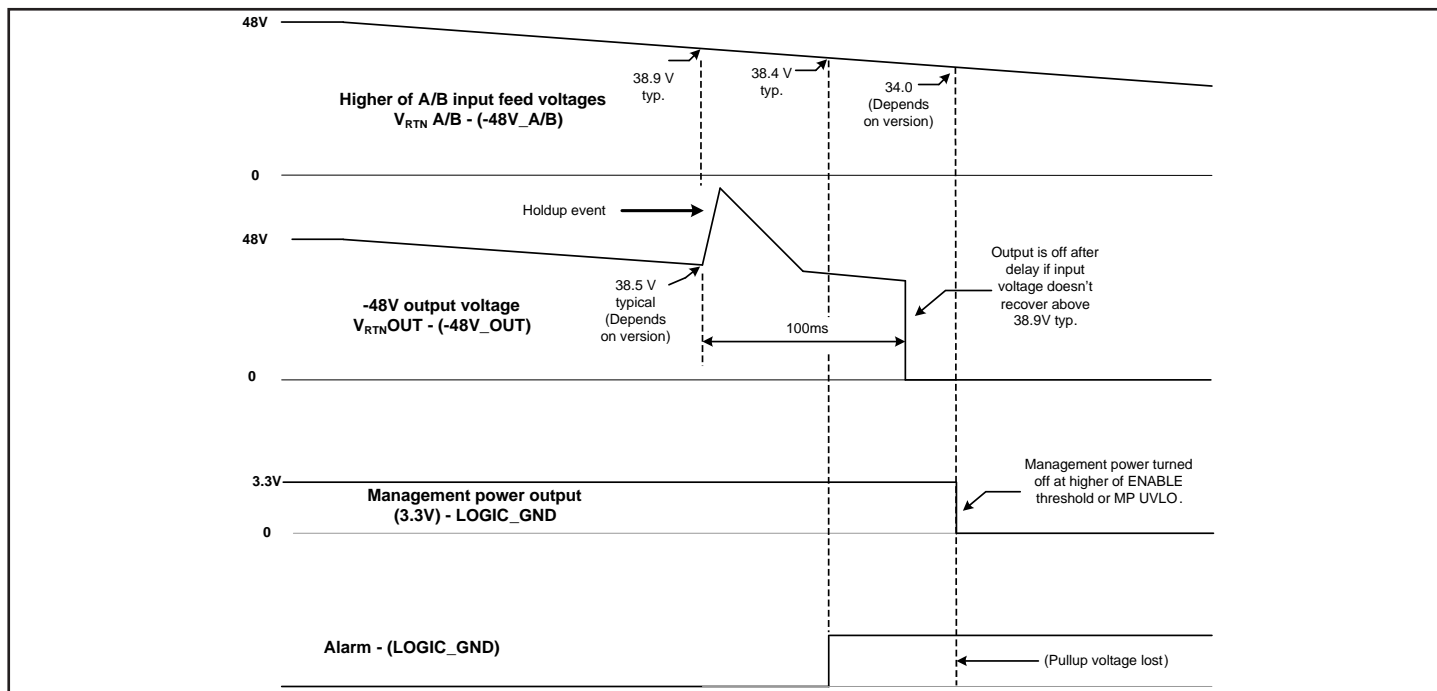 48V
38.9 V
typ.
38.4 V
typ.
34.0
(Depends
on version)
Higher of A/B input feed voltages
VRTN A/B - (-48V_A/B)
0
Holdup event
48V
38.5 V
typical
(Depends
on version)
100ms
Output is off after
delay if input
voltage doesn't
recover above
38.9V typ.
-48V output voltage
VRTNOUT - (-48V_OUT)
0
3.3V
Management power output
(3.3V) - LOGIC_GND
0
Management power turned
off at higher of ENABLE
threshold or MP UVLO.
Alarm - (LOGIC_GND)
(Pullup voltage lost)